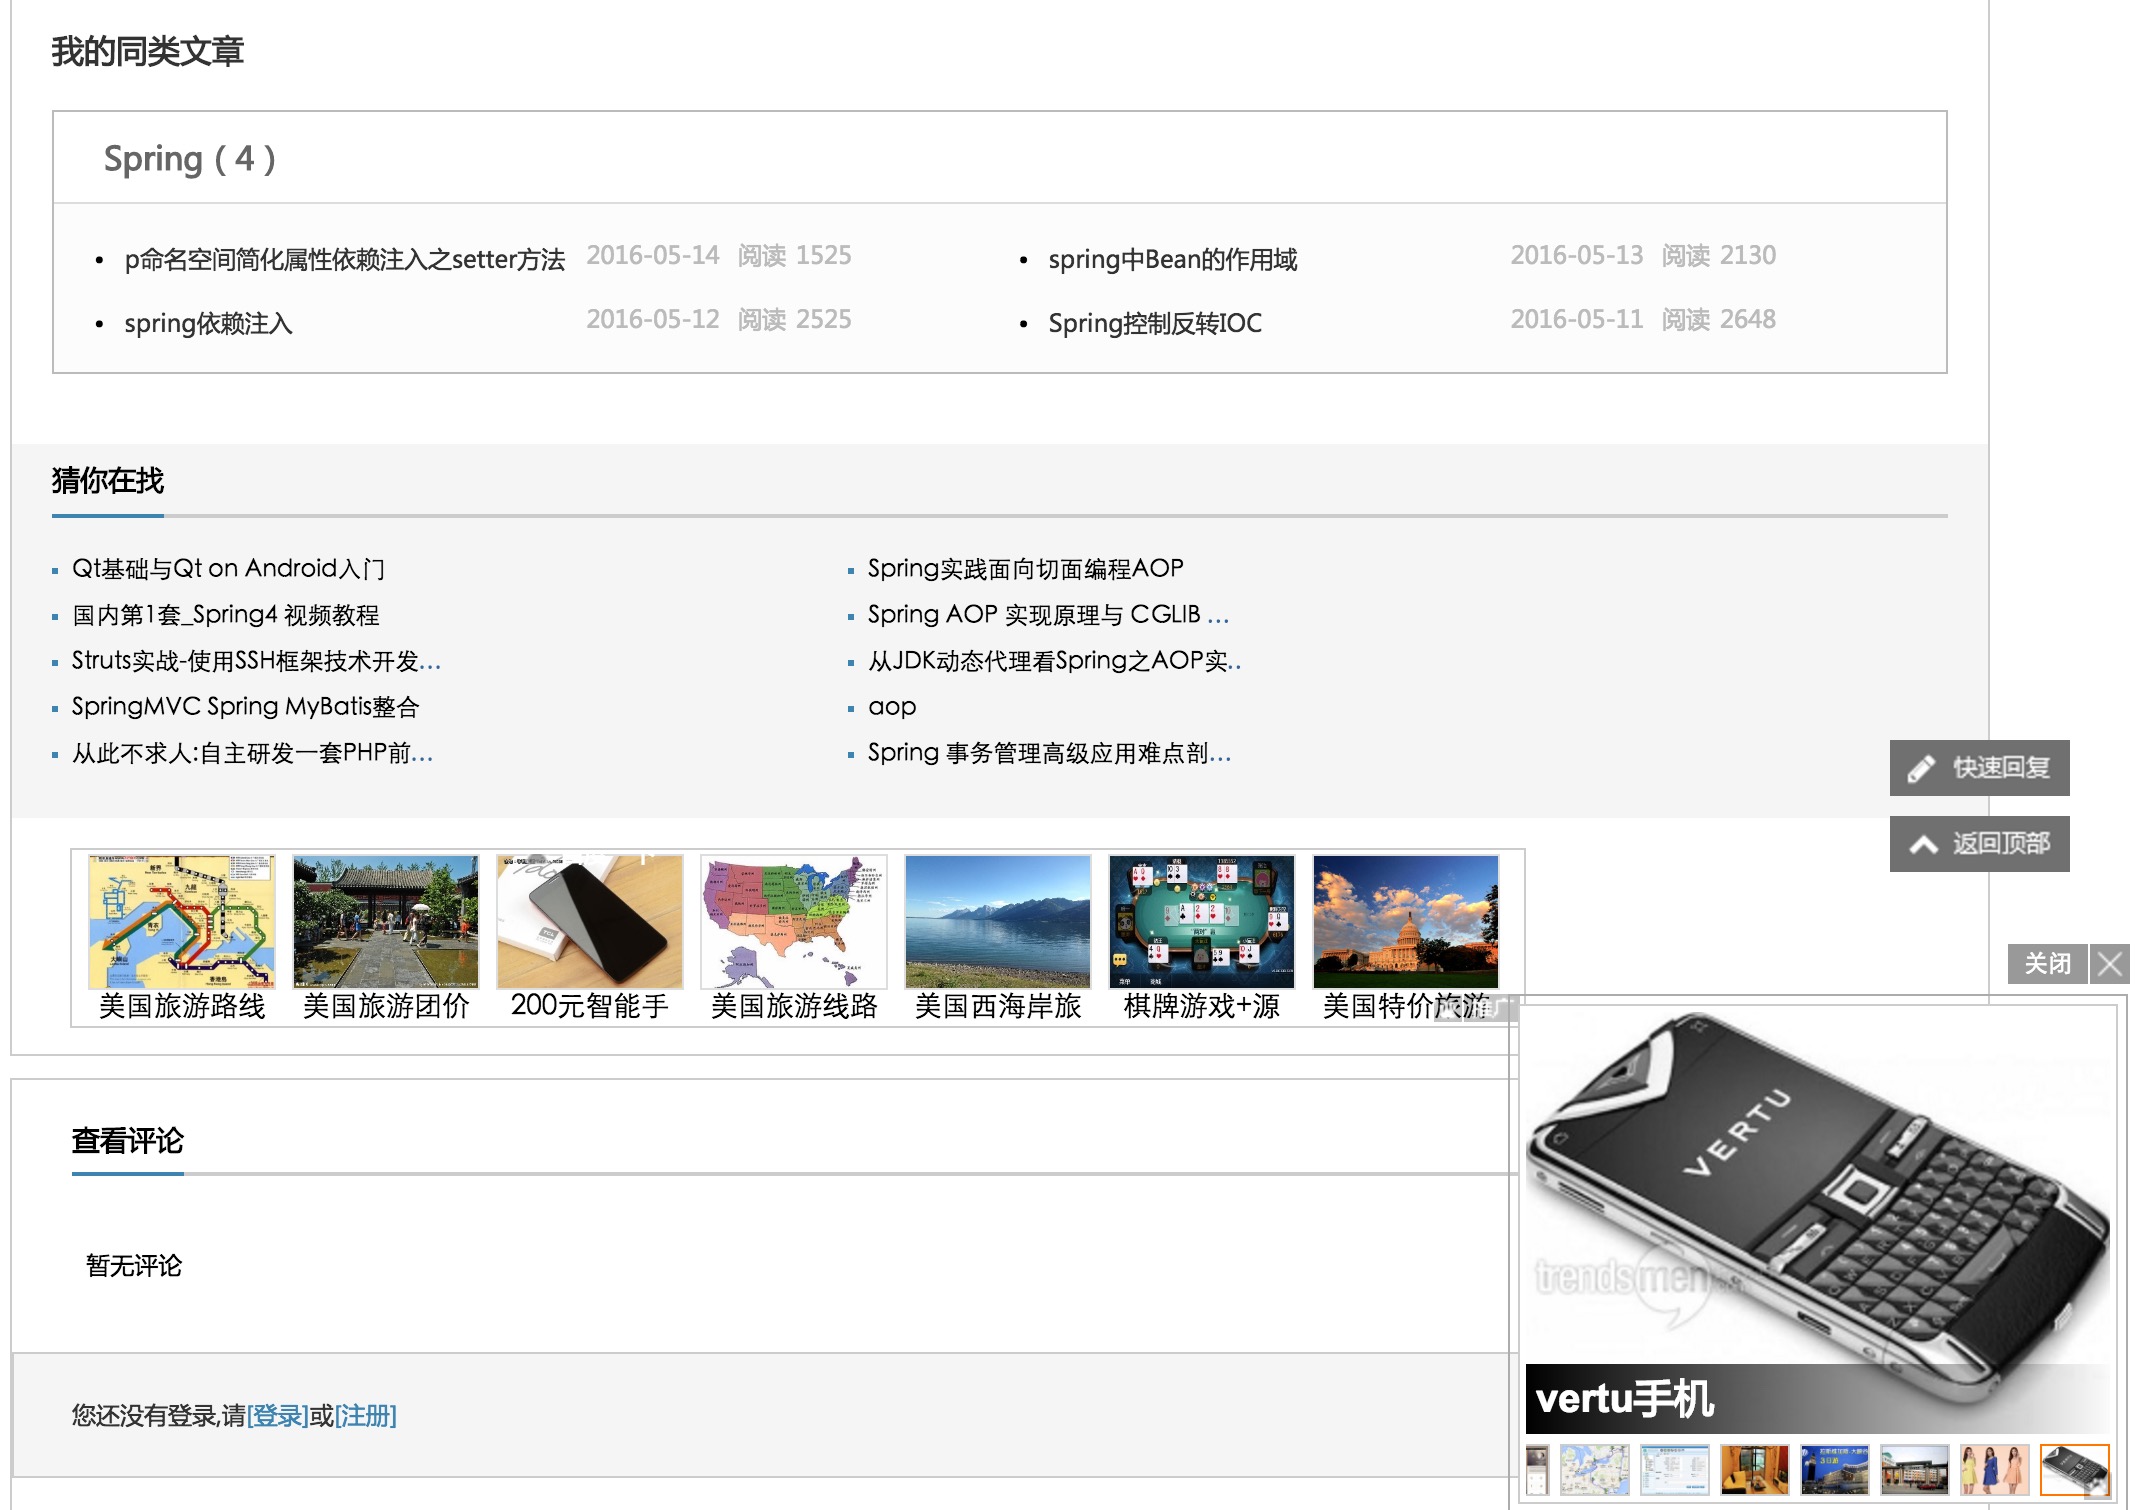 我的同类文章
Spring ( 4 )
p命名空间简化属性依赖注入之setter方法 2016-05-14 阅读 1525
spring中Bean的作用域 2016-05-13 阅读 2130
spring依赖注入 2016-05-12 阅读 2525
Spring控制反转IOC 2016-05-11 阅读 2648
猜你在找
Qt基础与Qt on Android入门
国内第1套_Spring4 视频教程
Struts实战-使用SSH框架技术开发...
SpringMVC Spring MyBatis整合
从此不求人:自主研发一套PHP前...
Spring实践面向切面编程AOP
Spring AOP 实现原理与 CGLIB ...
从JDK动态代理看Spring之AOP实..
aop
Spring 事务管理高级应用难点剖...
快速回复
返回顶部
美国旅游路线
美国旅游团价
200元智能手
美国旅游线路
美国西海岸旅
棋牌游戏+源
美国特价旅游
推广
关闭
VERTU
trendsmen
vertu手机
查看评论
暂无评论
您还没有登录,请[登录]或[注册]